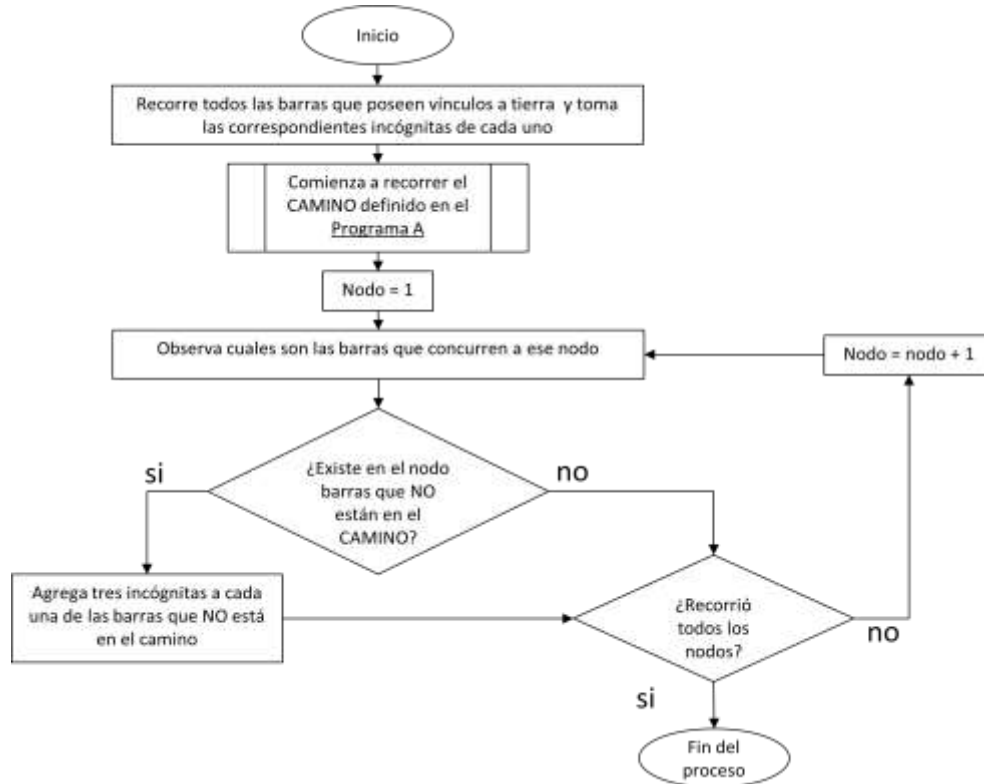 Inicio
Recorre todos las barras que poseen vínculos a tierra y toma
las correspondientes incógnitas de cada uno
Comienza a recorrer el
CAMINO definido en el
Programa A
Nodo = 1
Observa cuales son las barras que concurren a ese nodo
Nodo = nodo + 1
¿Existe en el nodo
barras que NO
están en el
CAMINO?
si
no
Agrega tres incógnitas a cada
una de las barras que NO está
en el camino
¿Recorrió
todos los
nodos?
no
si
Fin del
proceso